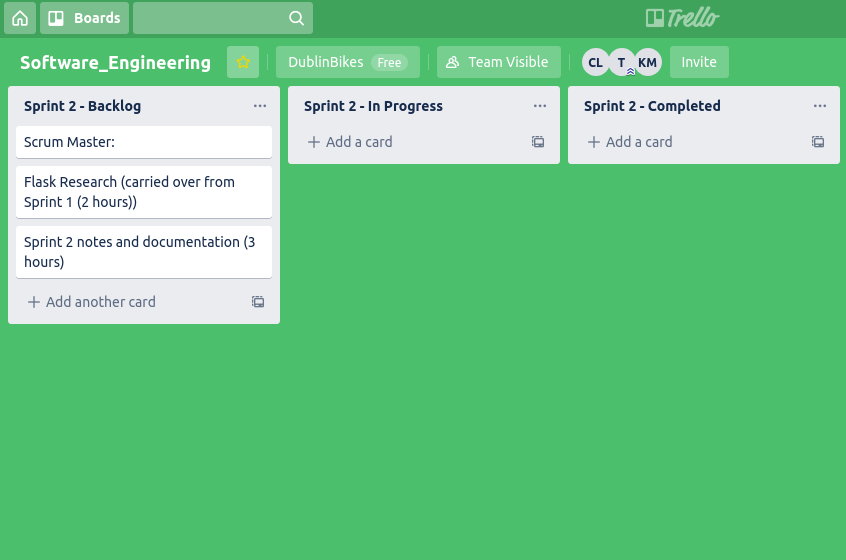 Boards
Trello
Software_Engineering
DublinBikes Free
Team Visible
CL T KM
Invite
Sprint 2 - Backlog
Scrum Master:
Flask Research (carried over from
Sprint 1 (2 hours))
Sprint 2 notes and documentation (3
hours)
Add another card
Sprint 2 - In Progress
Add a card
Sprint 2 - Completed
Add a card